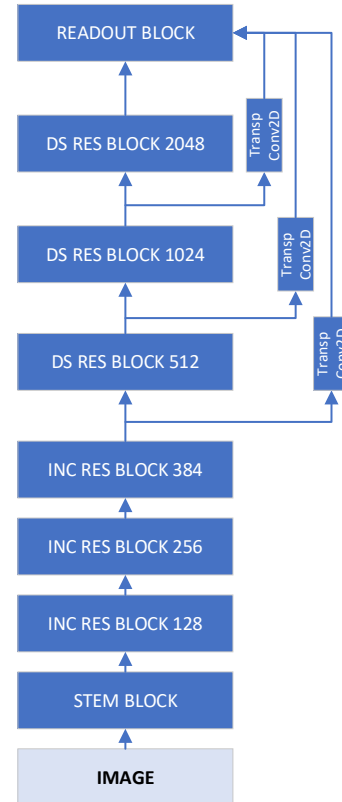 READOUT BLOCK
DS RES BLOCK 2048
Transp
Conv2D
DS RES BLOCK 1024
Transp
Conv2D
DS RES BLOCK 512
Transp
Conv2D
INC RES BLOCK 384
INC RES BLOCK 256
INC RES BLOCK 128
STEM BLOCK
IMAGE